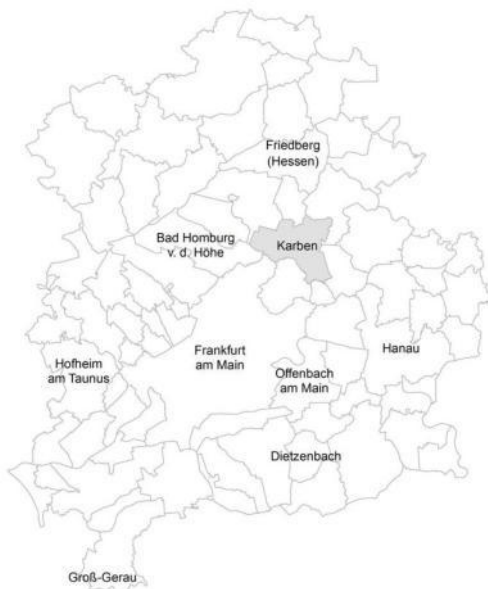 Friedberg
(Hessen)
Bad Homburg
v. d. Höhe
Karben
Hofheim
am Taunus
Frankfurt
am Main
Offenbach
am Main
Hanau
Dietzenbach
Groß-Gerau